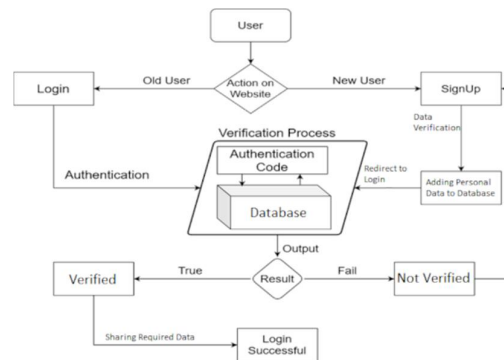 User
Old User
Action on
Website
New User
Login
SignUp
Data
Verification
Verification Process
Authentication
Code
Authentication
Redirect to
Login
Adding Personal
Data to Database
Database
Output
Verified
True
Result
Fail
Not Verified
Sharing Required Data
Login
Successful